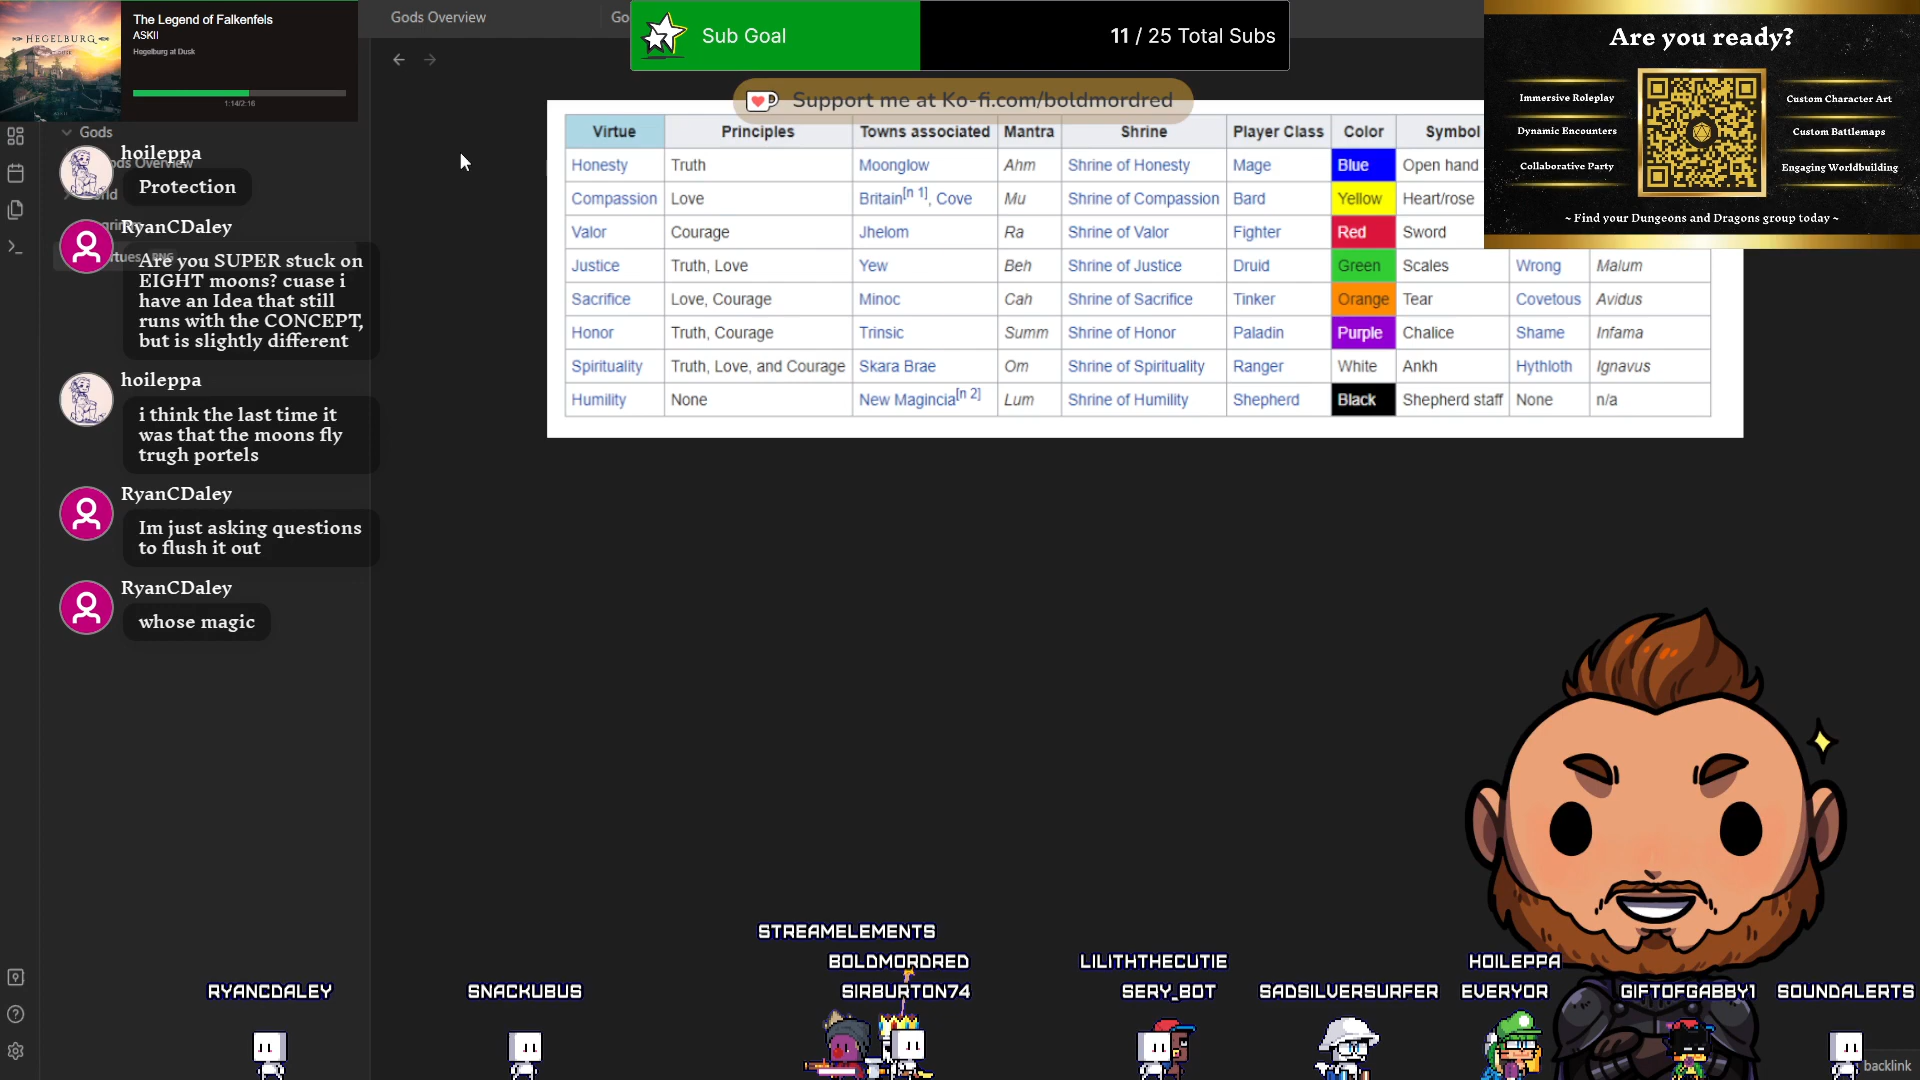 The Legend of Falkenfels
ASKII
Hegelburg at Dusk
1:14/2:16
HEGELBURG
Gods Overview
Go
Sub Goal
11 / 25 Total Subs
Support me at Ko-fi.com/boldmordred
Are you ready?
Immersive Roleplay
Dynamic Encounters
Collaborative Party
Custom Character Art
Custom Battlemaps
Engaging Worldbuilding
~ Find your Dungeons and Dragons group today ~
Gods
hoileppa
Protection
RyanCDaley
Are you SUPER stuck on
EIGHT moons? cuase i
have an Idea that still
runs with the CONCEPT,
but is slightly different
hoileppa
i think the last time it
was that the moons fly
trugh portels
RyanCDaley
Im just asking questions
to flush it out
RyanCDaley
whose magic
Virtue Principles Towns associated Mantra Shrine Player Class Color Symbol
Honesty Truth Moonglow Ahm Shrine of Honesty Mage Blue Open hand
Compassion Love Britain[n 1], Cove Mu Shrine of Compassion Bard Yellow Heart/rose
Valor Courage Jhelom Ra Shrine of Valor Fighter Red Sword
Justice Truth, Love Yew Beh Shrine of Justice Druid Green Scales Wrong Malum
Sacrifice Love, Courage Minoc Cah Shrine of Sacrifice Tinker Orange Tear Covetous Avidus
Honor Truth, Courage Trinsic Summ Shrine of Honor Paladin Purple Chalice Shame Infama
Spirituality Truth, Love, and Courage Skara Brae Om Shrine of Spirituality Ranger White Ankh Hythloth Ignavus
Humility None New Magincia[n 2] Lum Shrine of Humility Shepherd Black Shepherd staff None n/a
STREAMELEMENTS
BOLDMORDRED LILITHTHECUTIE HOILEPPA
RYANCDALEY SNACKUBUS SIRBURTON74 SERY_BOT SADSILVERSURFER EVERYOR GIFTOFGABBY1 SOUNDALERTS
backlink